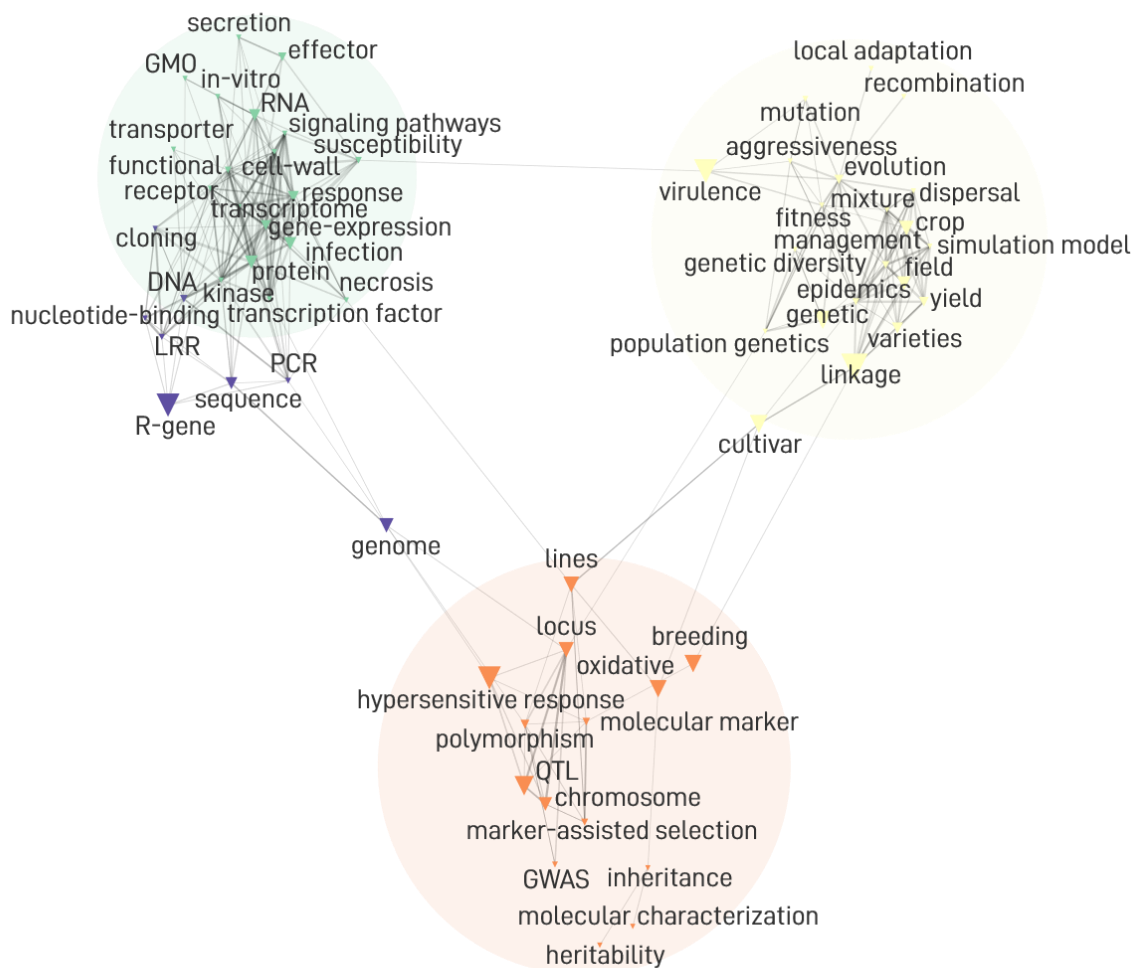 secretion
effector
GMO
in-vitro
RNA
transporter
signaling pathways
susceptibility
functional
cell-wall
receptor
response
transcriptome
gene-expression
cloning
infection
protein
DNA
kinase
necrosis
nucleotide-binding
transcription factor
LRR
PCR
sequence
R-gene
genome
local adaptation
recombination
mutation
aggressiveness
evolution
virulence
mixture
dispersal
fitness
crop
management
simulation model
genetic diversity
field
epidemics
yield
genetic
population genetics
varieties
linkage
cultivar
lines
locus
breeding
oxidative
hypersensitive response
molecular marker
polymorphism
QTL
chromosome
marker-assisted selection
GWAS
inheritance
molecular characterization
heritability